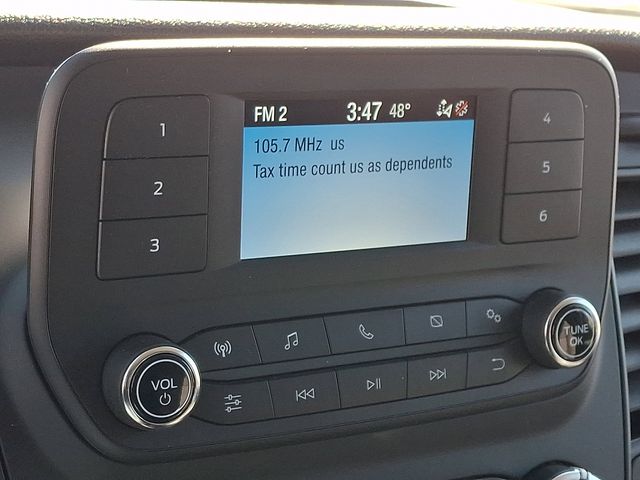 FM 2 3:47 48°
105.7 MHz us
Tax time count us as dependents
1
2
3
4
5
6
VOL
TUNE
OK